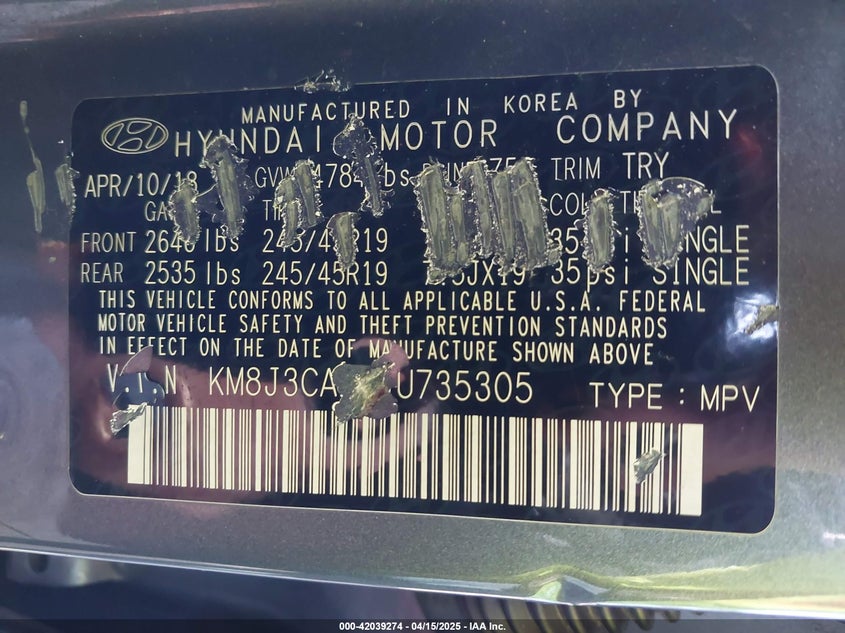 MANUFACTURED IN KOREA BY
HYUNDAI MOTOR COMPANY
APR/10/18 TRIM TRY
FRONT SINGLE
REAR 2535 lbs 245/45R19 35psi SINGLE
THIS VEHICLE CONFORMS TO ALL APPLICABLE U.S.A. FEDERAL
MOTOR VEHICLE SAFETY AND THEFT PREVENTION STANDARDS
IN EFFECT ON THE DATE OF MANUFACTURE SHOWN ABOVE
V.I.N KM8J3CA U735305 TYPE : MPV
000-42039274 - 04/15/2025 - IAA Inc.